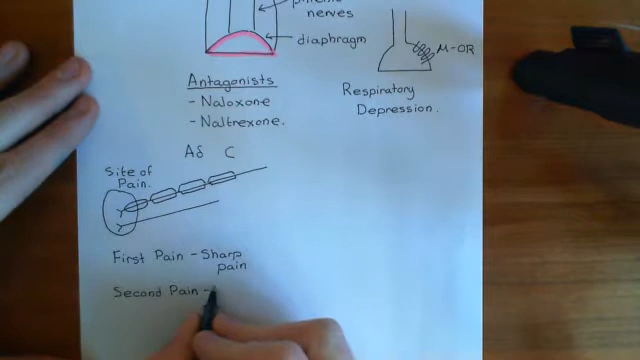 nerves
diaphragm
μ-OR
Antagonists
- Naloxone
- Naltrexone.
Respiratory
Depression.
Aδ C
Site of
Pain.
First Pain - Sharp
pain
Second Pain -